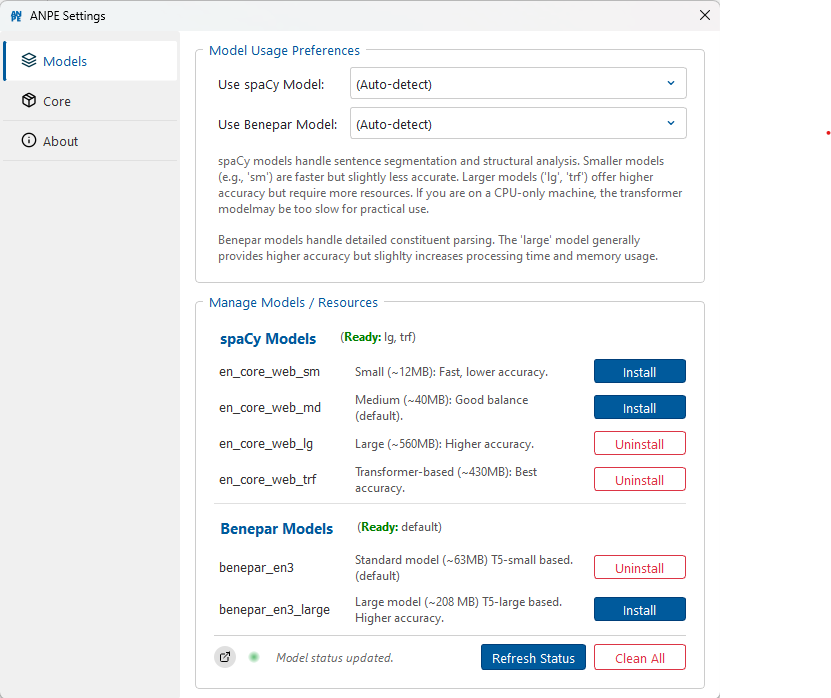 ANPE Settings
Models
Core
About
Model Usage Preferences
Use spaCy Model: (Auto-detect)
Use Benepar Model: (Auto-detect)
spaCy models handle sentence segmentation and structural analysis. Smaller models
(e.g., 'sm') are faster but slightly less accurate. Larger models ('lg', 'trf') offer higher
accuracy but require more resources. If you are on a CPU-only machine, the transformer
modelmay be too slow for practical use.
Benepar models handle detailed constituent parsing. The 'large' model generally
provides higher accuracy but slighlty increases processing time and memory usage.
Manage Models / Resources
spaCy Models (Ready: lg, trf)
en_core_web_sm Small (~12MB): Fast, lower accuracy. Install
en_core_web_md Medium (~40MB): Good balance
(default). Install
en_core_web_lg Large (~560MB): Higher accuracy. Uninstall
en_core_web_trf Transformer-based (~430MB): Best
accuracy. Uninstall
Benepar Models (Ready: default)
benepar_en3 Standard model (~63MB) T5-small based.
(default) Uninstall
benepar_en3_large Large model (~208 MB) T5-large based.
Higher accuracy. Install
Model status updated. Refresh Status Clean All